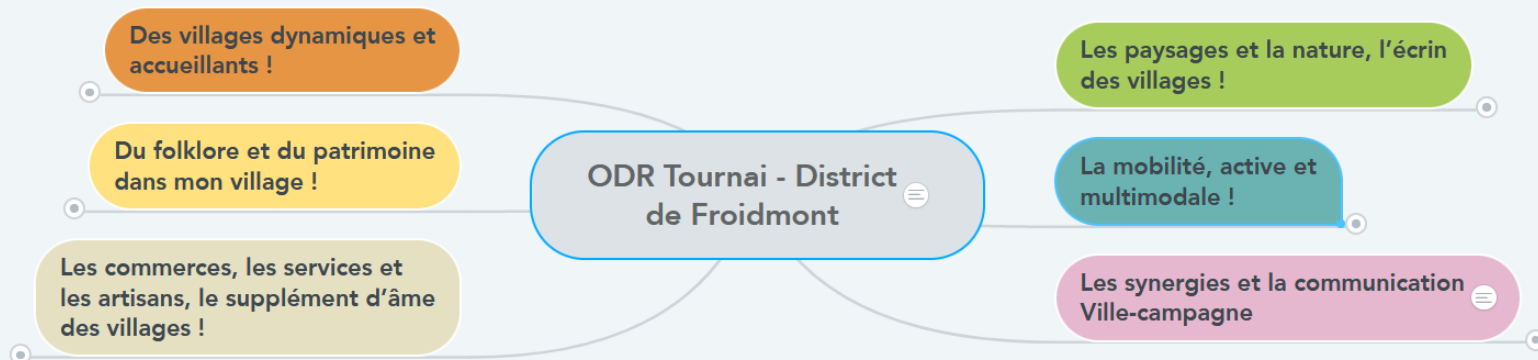 Des villages dynamiques et
accueillants !
Du folklore et du patrimoine
dans mon village !
Les commerces, les services et
les artisans, le supplément d’âme
des villages !
ODR Tournai - District
de Froidmont
Les paysages et la nature, l’écrin
des villages !
La mobilité, active et
multimodale !
Les synergies et la communication
Ville-campagne